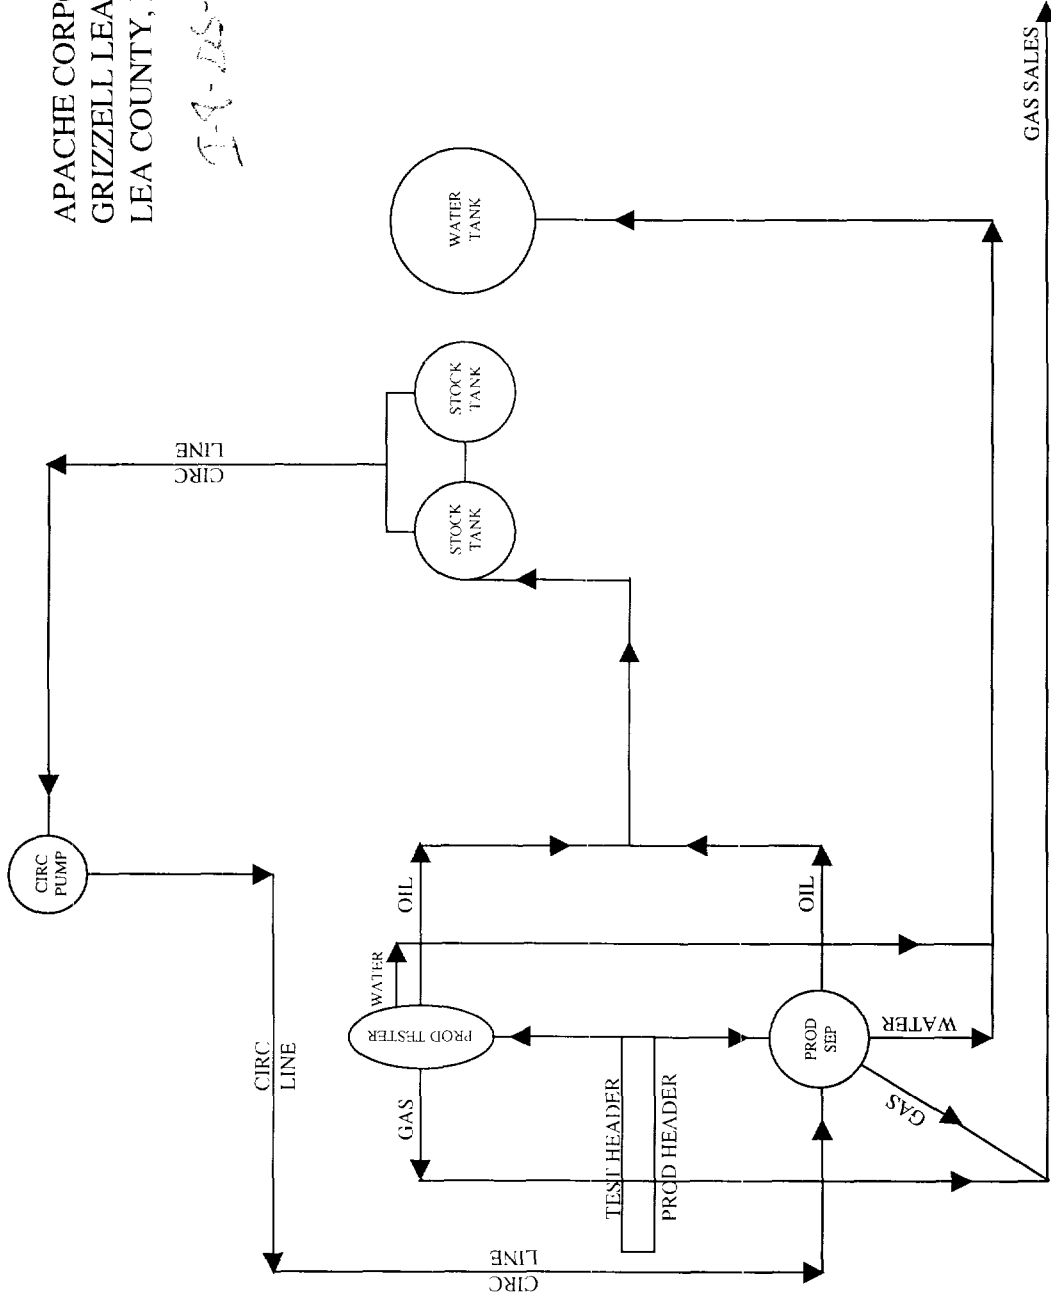 APACHE CORPO
GRIZZELL LEA
LEA COUNTY,
CIRC
PUMP
CIRC
LINE
CIRC
LINE
STOCK
TANK
STOCK
TANK
WATER
TANK
GAS SALES
PROD TESTER
WATER
OIL
GAS
TEST HEADER
PROD HEADER
PROD
SEP
OIL
WATER
GAS
CIRC
LINE